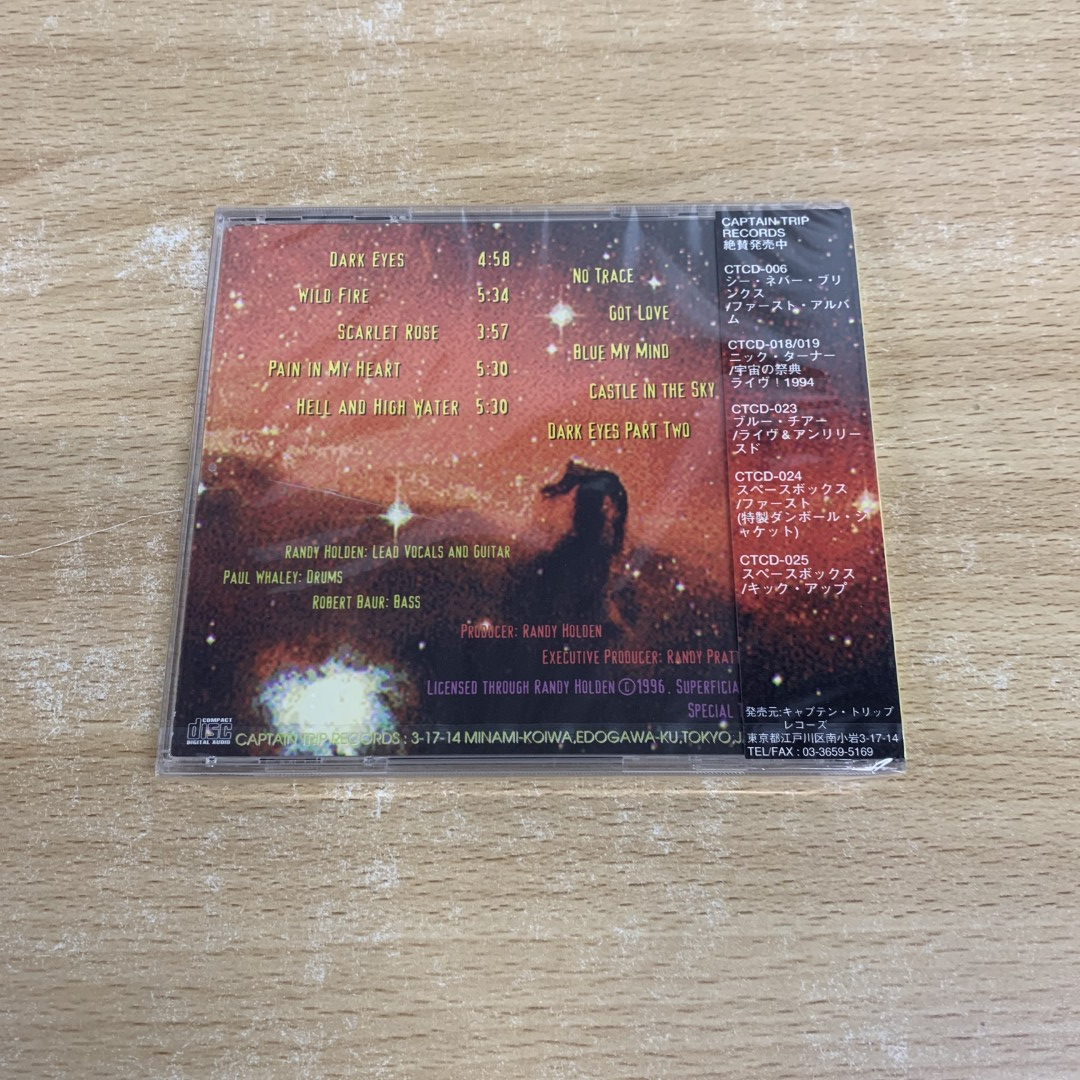 DARK EYES 4:58
WILD FIRE 5:34
SCARLET ROSE 3:57
PAIN IN MY HEART 5:30
HELL AND HIGH WATER 5:30
NO TRACE
GOT LOVE
BLUE MY MIND
CASTLE IN THE SKY
DARK EYES PART TWO
RANDY HOLDEN: LEAD VOCALS AND GUITAR
PAUL WHALEY: DRUMS
ROBERT BAUR: BASS
PRODUCER: RANDY HOLDEN
EXECUTIVE PRODUCER: RANDY PRATT
LICENSED THROUGH RANDY HOLDEN Ⓒ1996. SUPERFICIA
SPECIAL
COMPACT
disc
DIGITAL AUDIO
CAPTAIN TRIP RECORDS : 3-17-14 MINAMI-KOIWA,EDOGAWA-KU,TOKYO,J
CAPTAIN TRIP
RECORDS
絶賛発売中
CTCD-006
シー・ネバー・ブリ
ンクス
/ファースト・アルバ
ム
CTCD-018/019
ニック・ターナー
/宇宙の祭典
ライヴ！1994
CTCD-023
ブルー・チアー
/ライヴ＆アンリリー
スド
CTCD-024
スペースボックス
/ファースト
(特製ダンボール・ジ
ャケット)
CTCD-025
スペースボックス
/キック・アップ
発売元:キャプテン・トリップ
レコーズ
東京都江戸川区南小岩3-17-14
TEL/FAX : 03-3659-5169